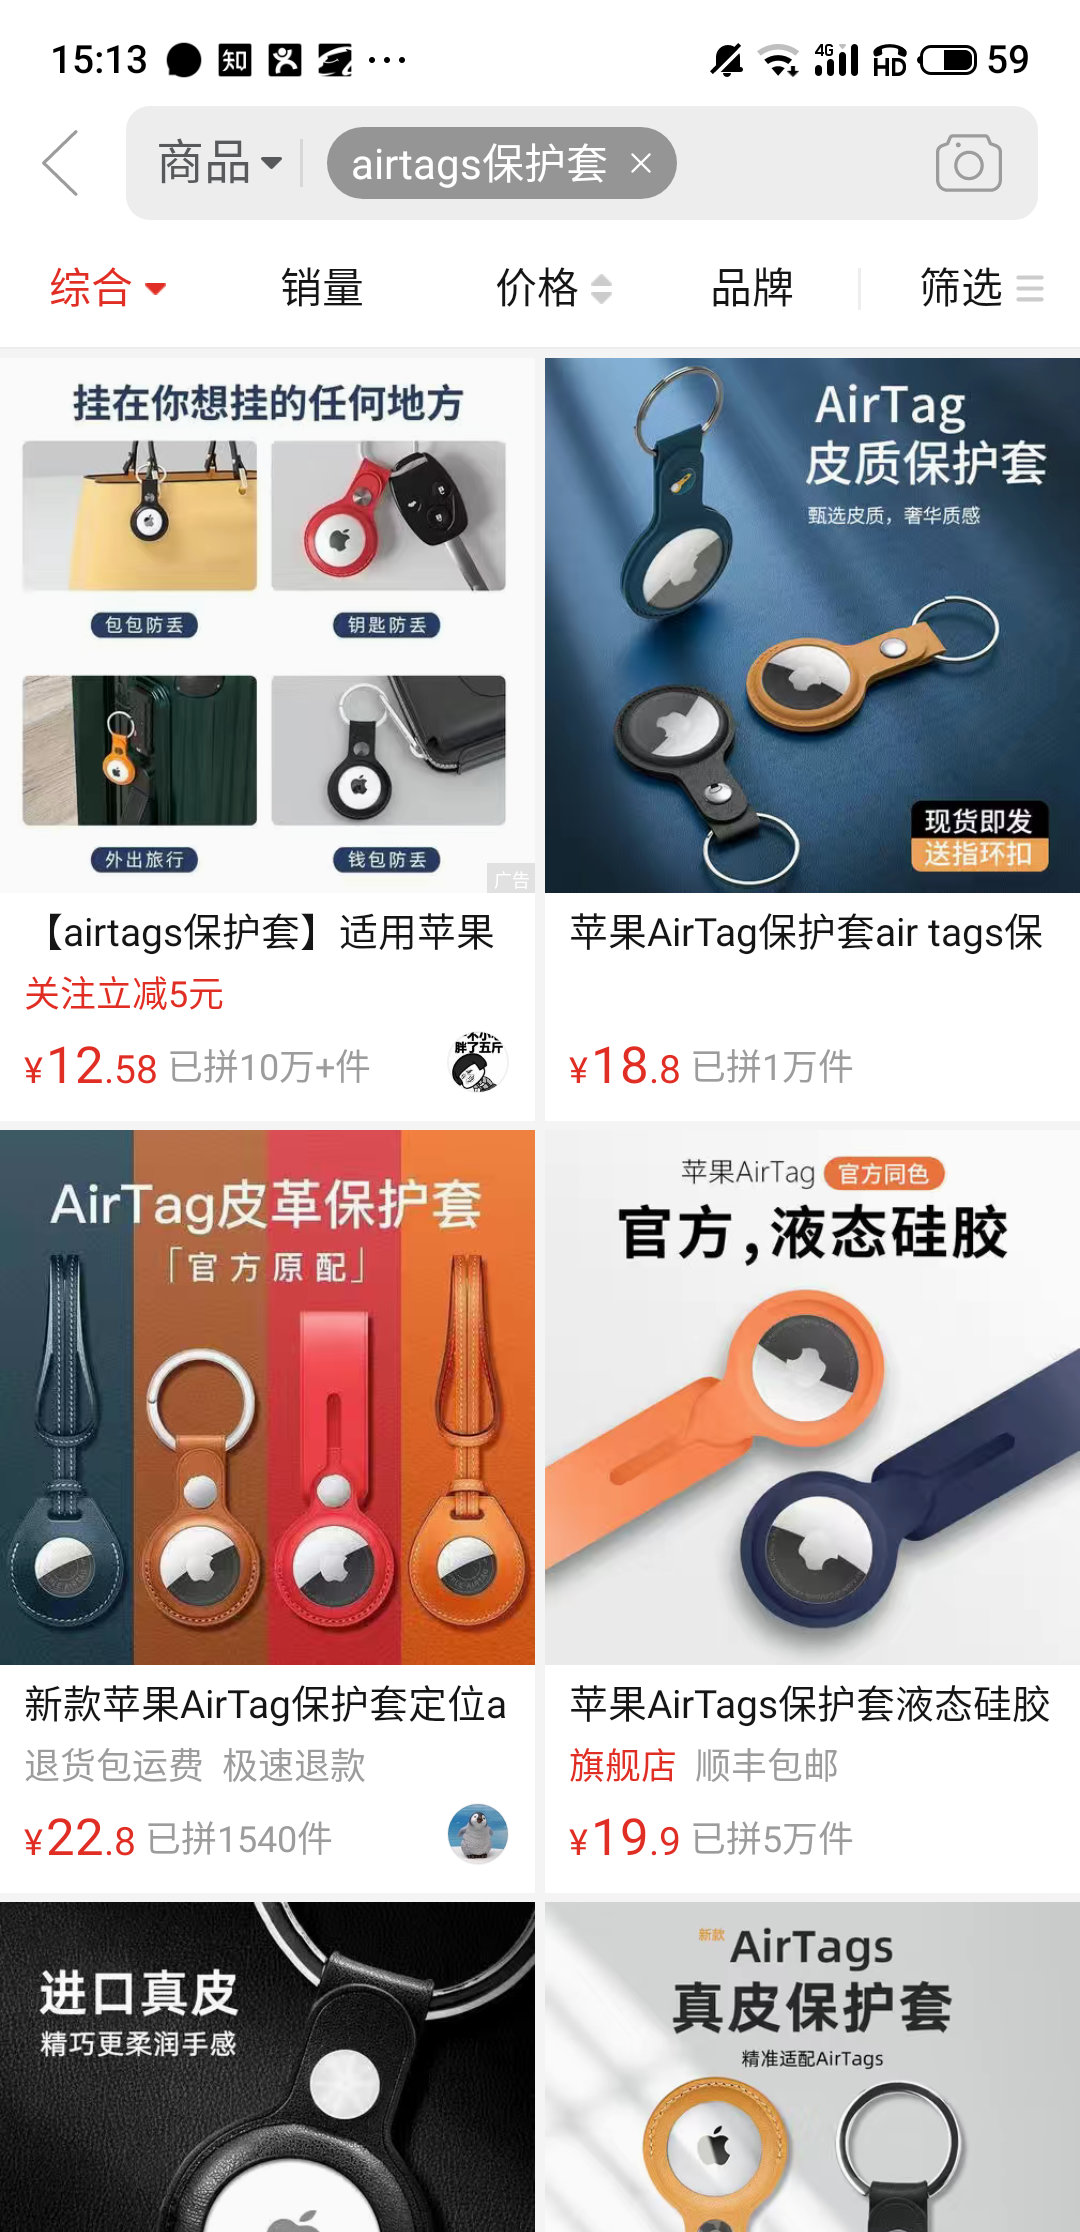 15:13 知 4G HD 59
商品 airtags保护套 ×
综合 销量 价格 品牌 筛选
挂在你想挂的任何地方
包包防丢 钥匙防丢
外出旅行 钱包防丢
广告
【airtags保护套】适用苹果
关注立减5元
¥12.58 已拼10万+件
胖了五斤
AirTag
皮质保护套
甄选皮质，奢华质感
现货即发
送指环扣
苹果AirTag保护套air tags保
¥18.8 已拼1万件
AirTag皮革保护套
「官方原配」
新款苹果AirTag保护套定位a
退货包运费 极速退款
¥22.8 已拼1540件
苹果AirTag 官方同色
官方,液态硅胶
苹果AirTags保护套液态硅胶
旗舰店 顺丰包邮
¥19.9 已拼5万件
进口真皮
精巧更柔润手感
新款 AirTags
真皮保护套
精准适配AirTags